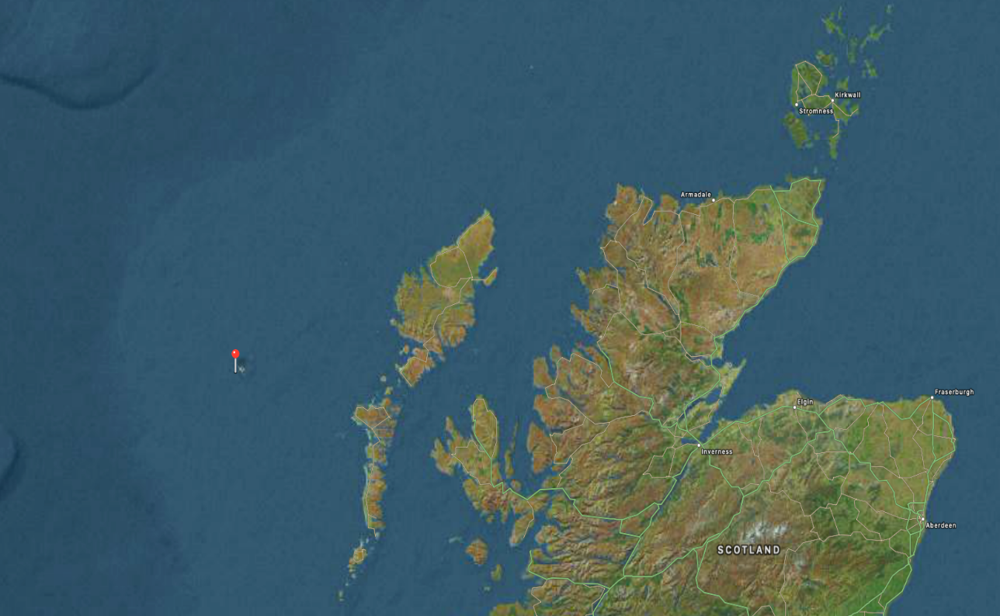 Kirkwall
Stromness
Armadale
Fraserburgh
Elgin
Inverness
Aberdeen
SCOTLAND